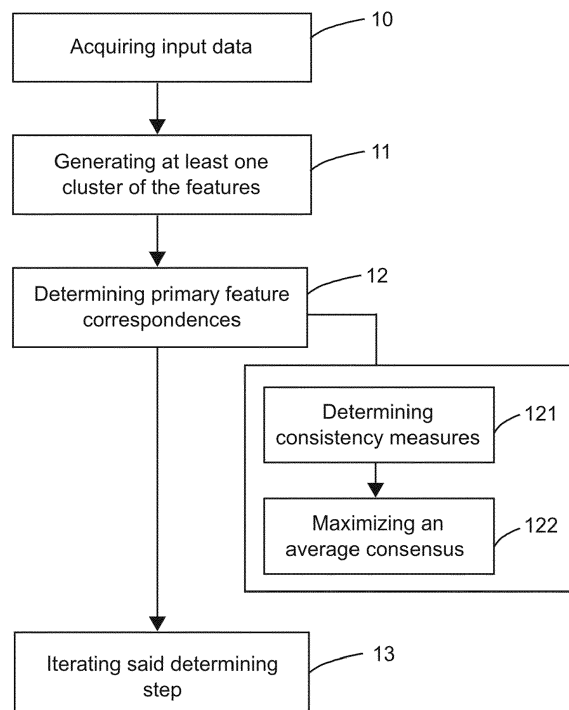 10
Acquiring input data
11
Generating at least one
cluster of the features
12
Determining primary feature
correspondences
Determining
consistency measures
121
Maximizing an
average consensus
122
13
Iterating said determining
step